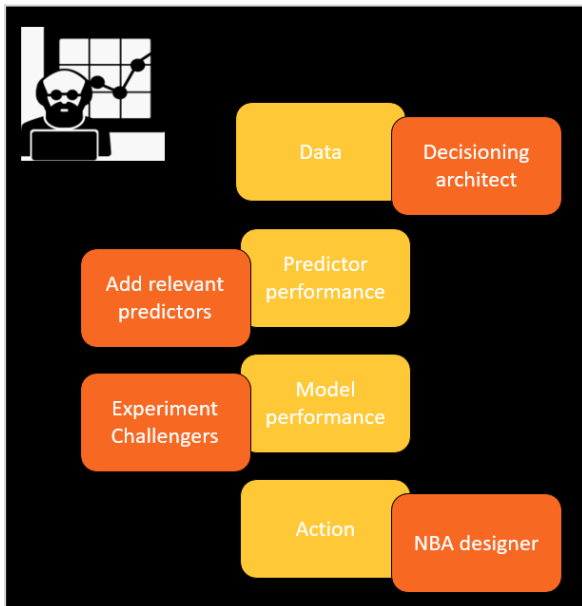 Data
Decisioning
architect
Add relevant
predictors
Predictor
performance
Experiment
Challengers
Model
performance
Action
NBA designer